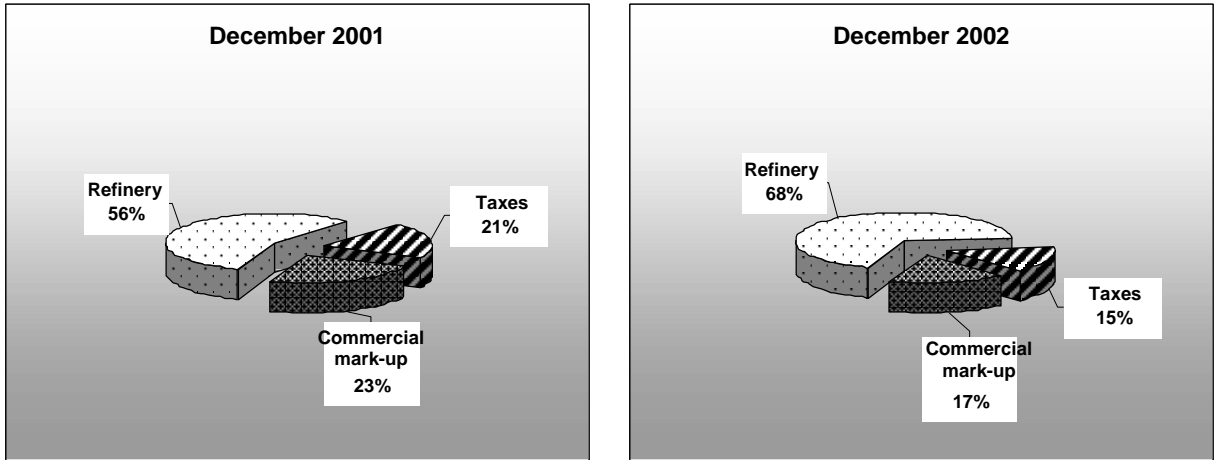 December 2001
Refinery
56%
Taxes
21%
Commercial
mark-up
23%
December 2002
Refinery
68%
Taxes
15%
Commercial
mark-up
17%